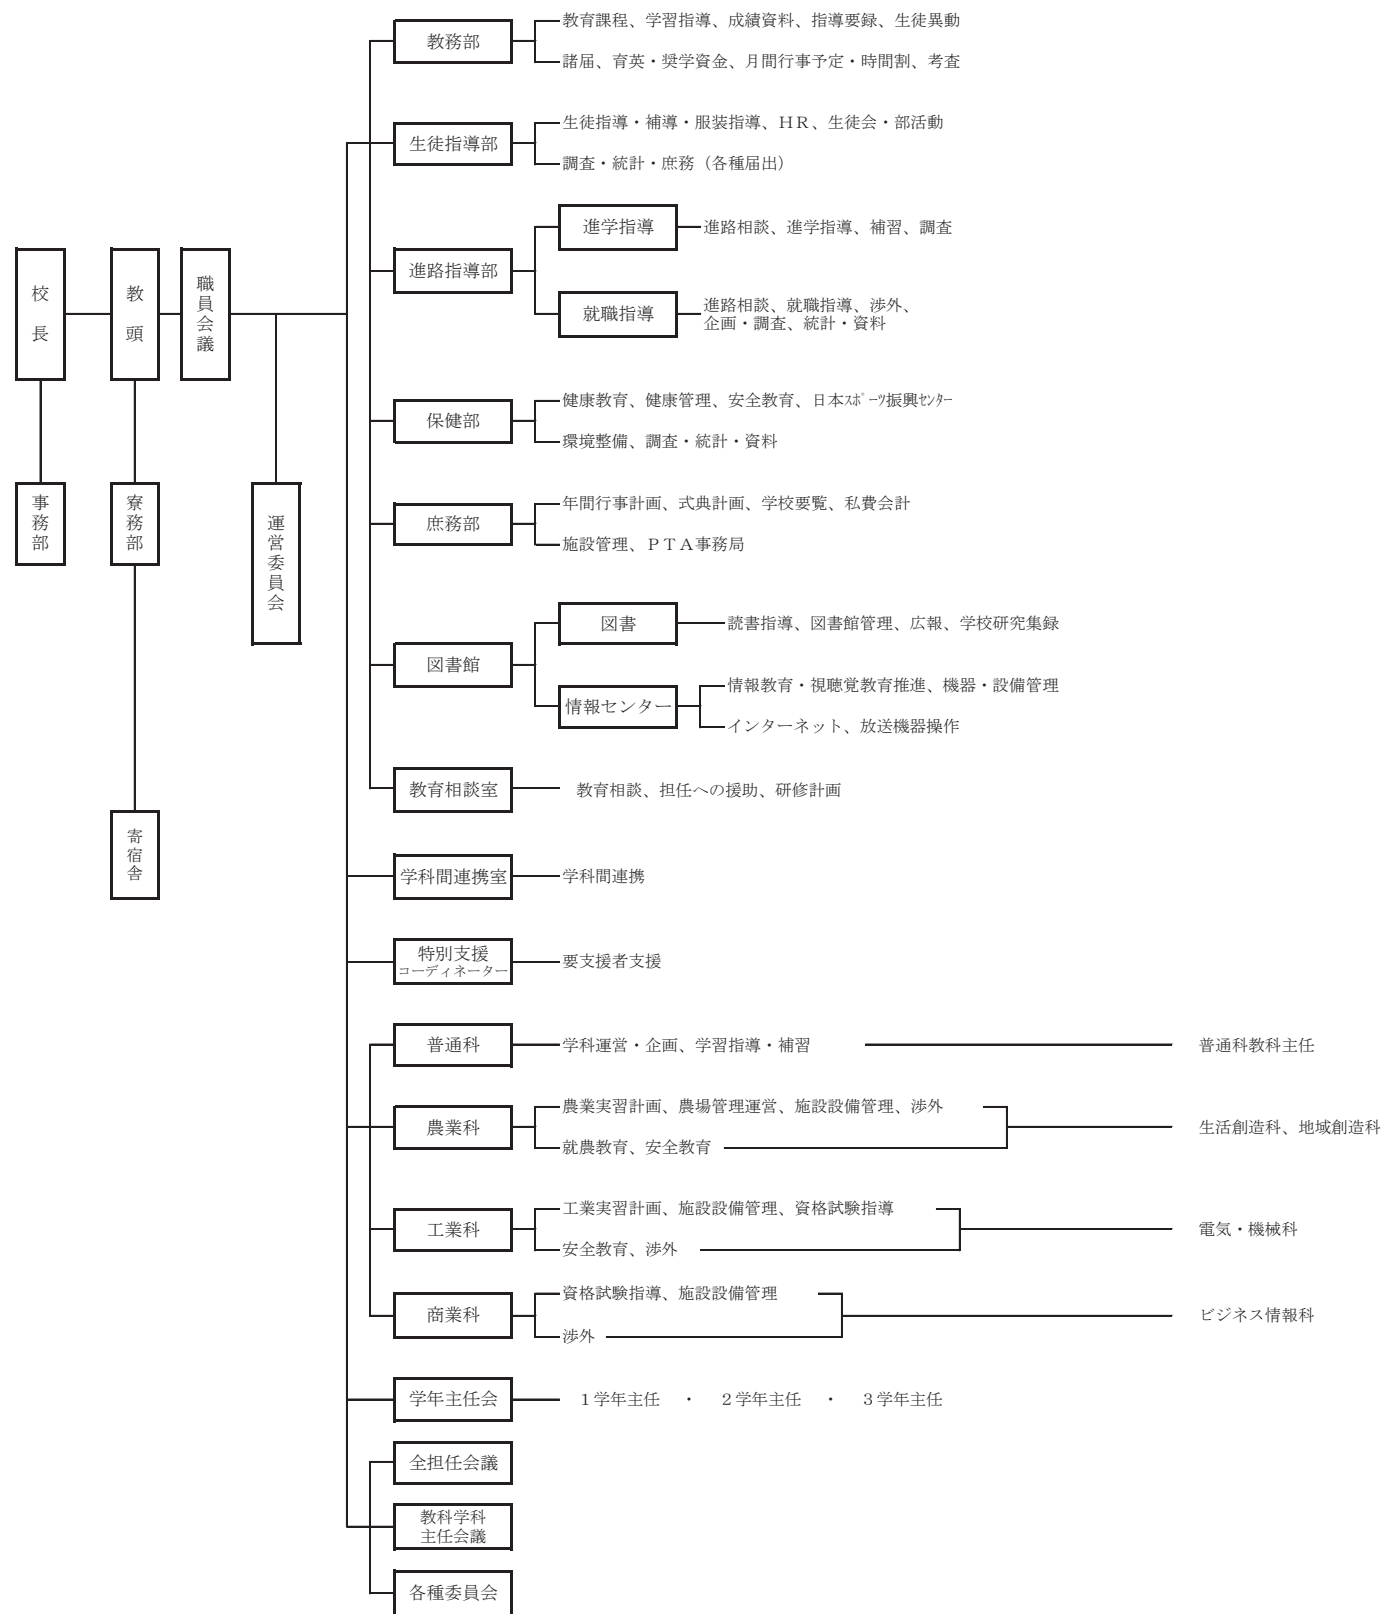 校長
教頭
職員会議
事務部
寮務部
運営委員会
寄宿舎
教務部
教育課程、学習指導、成績資料、指導要録、生徒異動
諸届、育英・奨学資金、月間行事予定・時間割、考査
生徒指導部
生徒指導・補導・服装指導、ＨＲ、生徒会・部活動
調査・統計・庶務（各種届出）
進路指導部
進学指導
進路相談、進学指導、補習、調査
就職指導
進路相談、就職指導、渉外、
企画・調査、統計・資料
保健部
健康教育、健康管理、安全教育、日本ｽﾎﾟｰﾂ振興ｾﾝﾀｰ
環境整備、調査・統計・資料
庶務部
年間行事計画、式典計画、学校要覧、私費会計
施設管理、ＰＴＡ事務局
図書館
図書
読書指導、図書館管理、広報、学校研究集録
情報センター
情報教育・視聴覚教育推進、機器・設備管理
インターネット、放送機器操作
教育相談室
教育相談、担任への援助、研修計画
学科間連携室
学科間連携
特別支援
コーディネーター
要支援者支援
普通科
学科運営・企画、学習指導・補習
普通科教科主任
農業科
農業実習計画、農場管理運営、施設設備管理、渉外
就農教育、安全教育
生活創造科、地域創造科
工業科
工業実習計画、施設設備管理、資格試験指導
安全教育、渉外
電気・機械科
商業科
資格試験指導、施設設備管理
渉外
ビジネス情報科
学年主任会
１学年主任　・　２学年主任　・　３学年主任
全担任会議
教科学科
主任会議
各種委員会